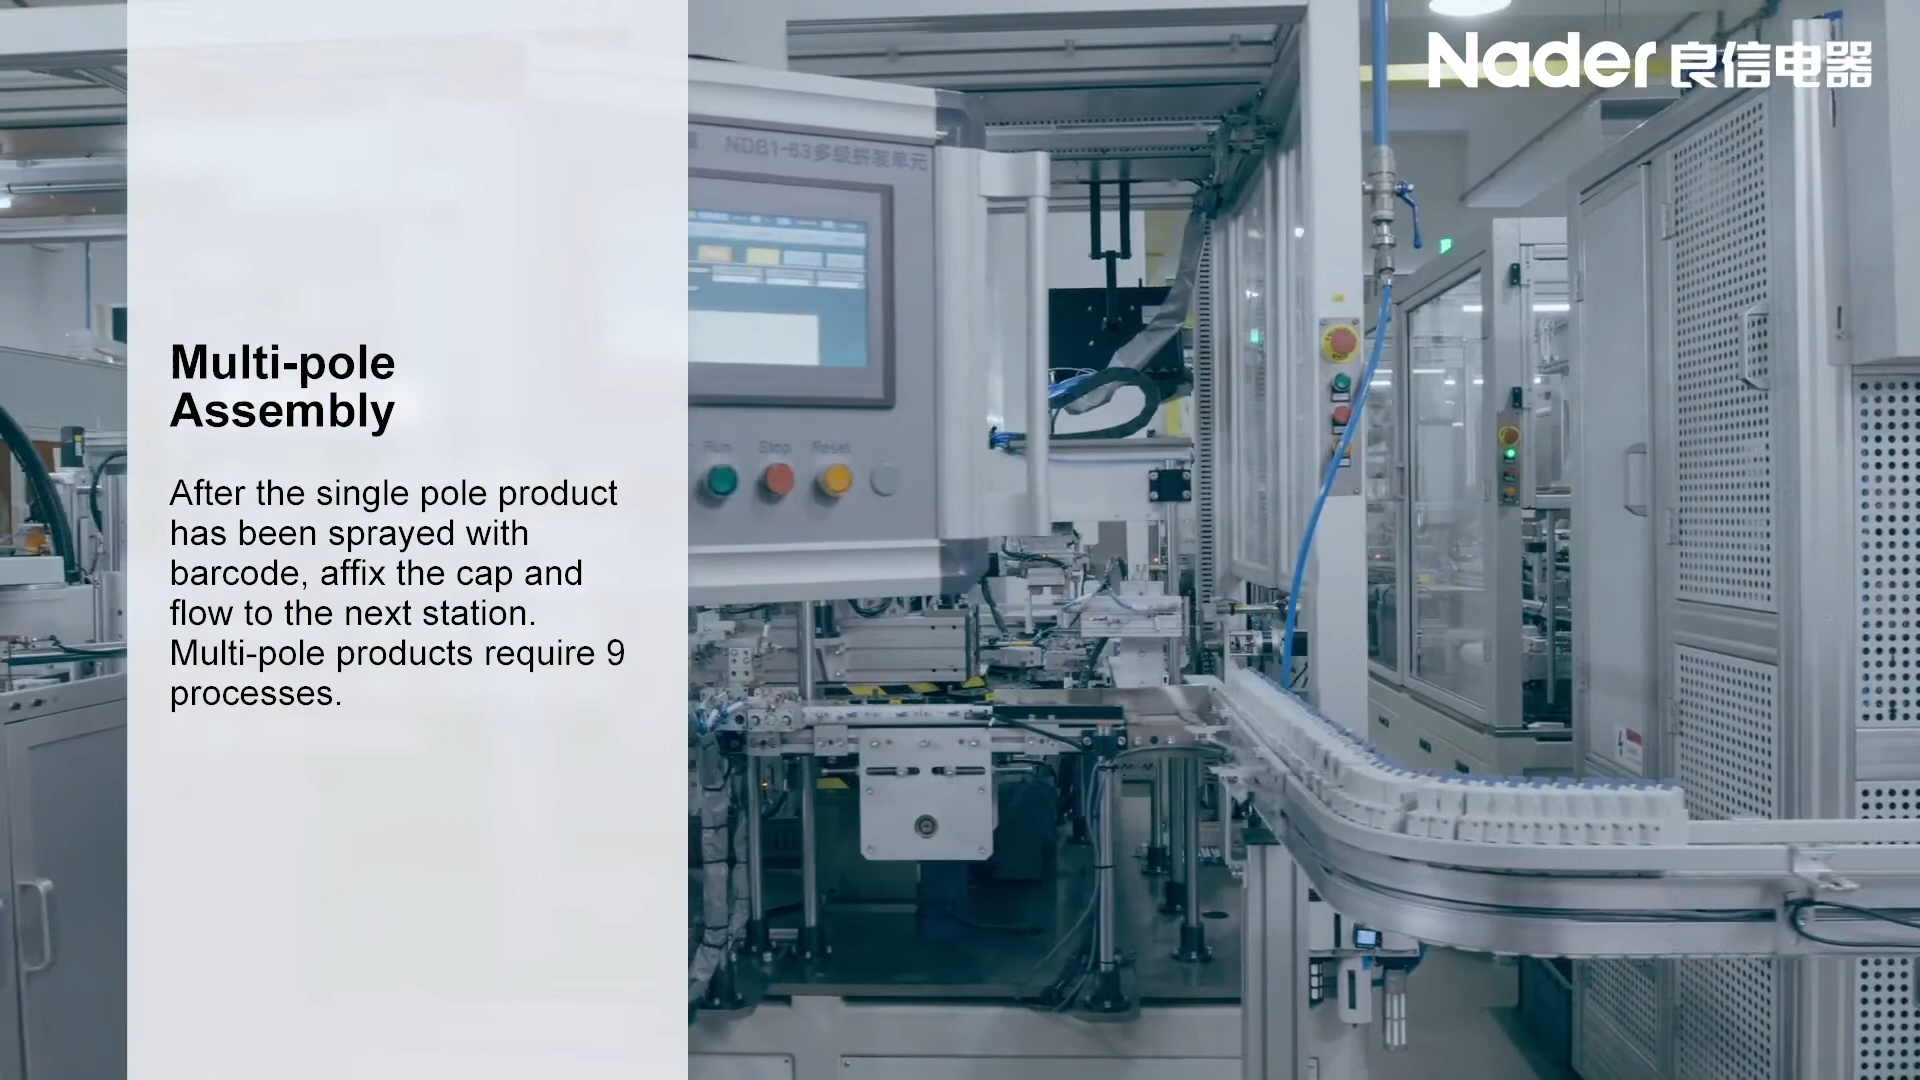 Nader 良信电器
NDB1-63多级拼装单元
Multi-pole
Assembly
After the single pole product
has been sprayed with
barcode, affix the cap and
flow to the next station.
Multi-pole products require 9
processes.
Run Stop Reset